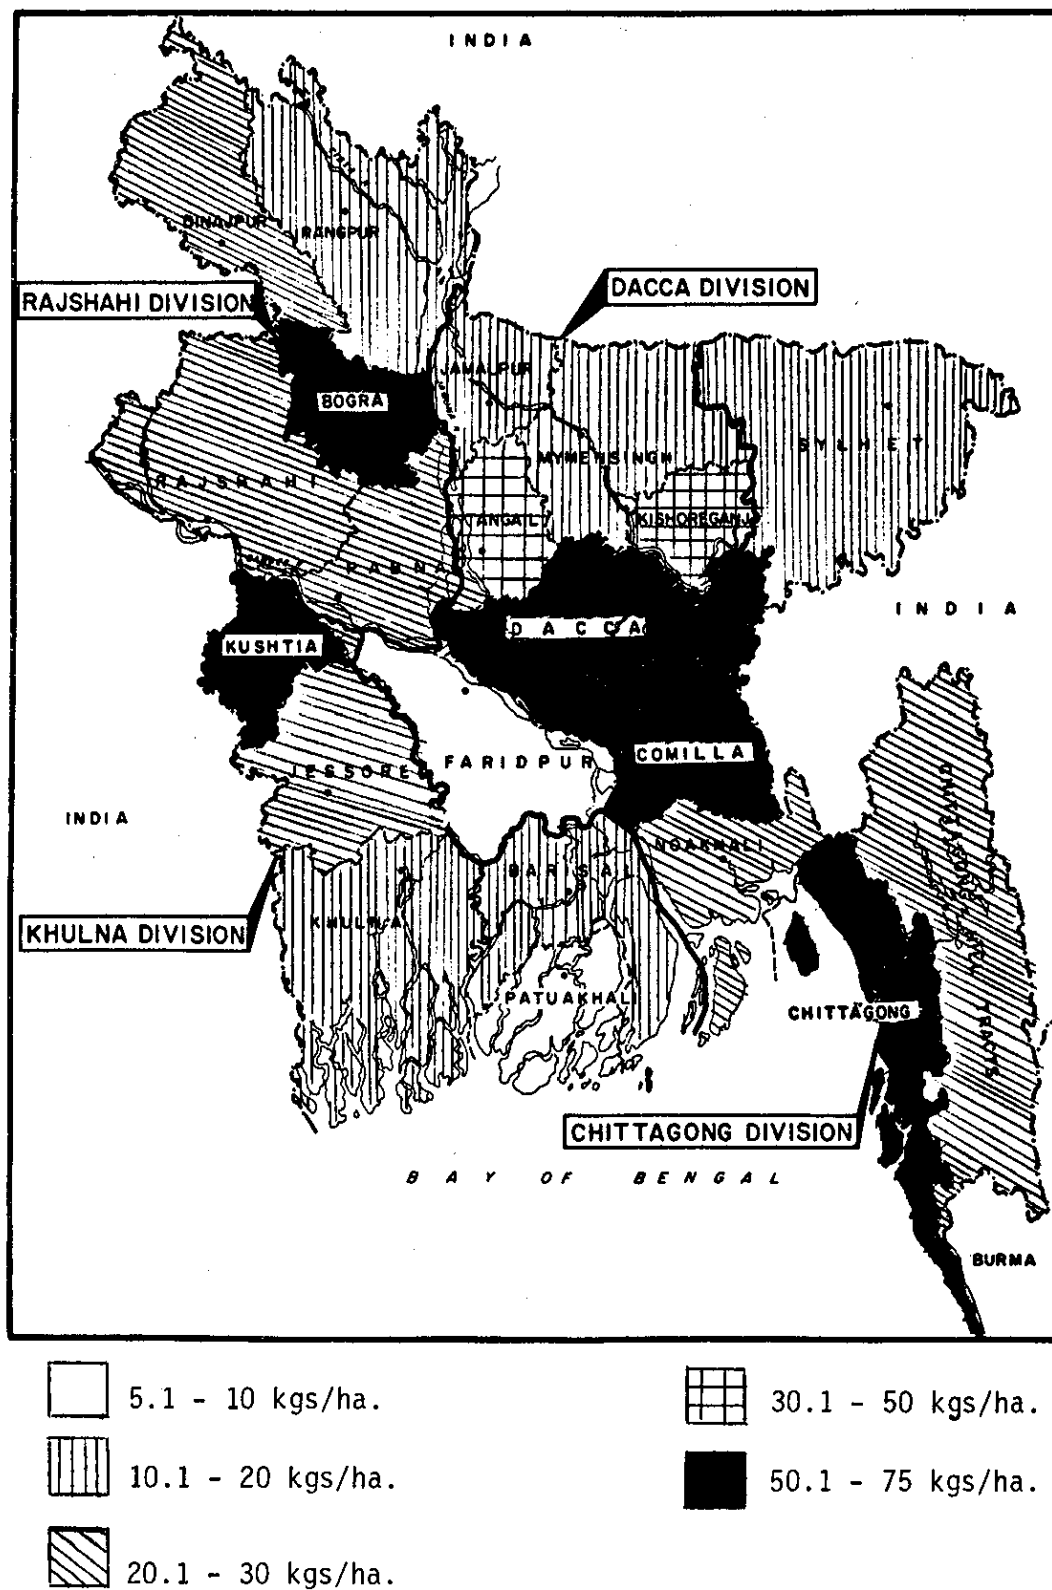 INDIA
DINAJPUR
RANGPUR
RAJSHAHI DIVISION
DACCA DIVISION
JAMALPUR
BOGRA
MYMENSINGH
SYLHET
RAJSHAHI
TANGAIL
KISHOREGANJ
PABNA
INDIA
DACCA
KUSHTIA
FARIDPUR
COMILLA
JESSORE
INDIA
NOAKHALI
BARISAL
KHULNA
KHULNA DIVISION
PATUAKHALI
CHITTAGONG
CHITTAGONG HILL TRACTS
CHITTAGONG DIVISION
BAY OF BENGAL
BURMA
5.1 - 10 kgs/ha.
30.1 - 50 kgs/ha.
10.1 - 20 kgs/ha.
50.1 - 75 kgs/ha.
20.1 - 30 kgs/ha.